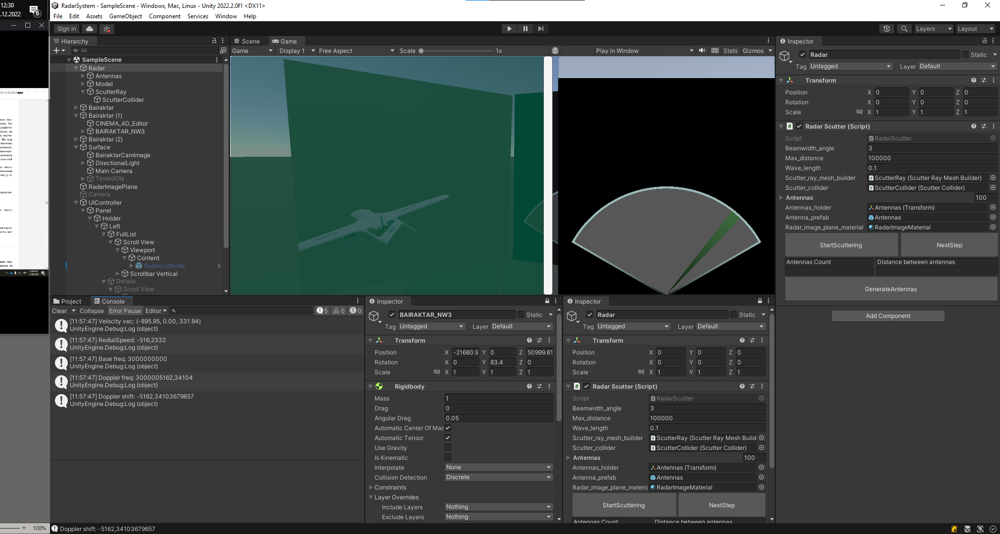 12:30
.12.2022
6
RadarSystem - SampleScene - Windows, Mac, Linux - Unity 2022.2.0f1 <DX11>
File Edit Assets GameObject Component Services Window Help
Sign in
Layers Layout
Hierarchy
All
SampleScene
Radar
Antennas
Model
ScutterRay
ScutterCollider
Bairaktar
Bairaktar (1)
CINEMA_4D_Editor
BAIRAKTAR_NW3
Bairaktar (2)
Surface
BairaktarCamImage
DirectionalLight
Main Camera
TestedObj
RadarImagePlane
Camera
UIController
Panel
Holder
Left
FullList
Scroll View
Viewport
Content
RadarListNode
Scrollbar Vertical
Details
Scroll View
Scene Game
Game Display 1 Free Aspect Scale 1x Play in Window Stats Gizmos
Inspector
Radar Static
Tag Untagged Layer Default
Transform
Position X 0 Y 0 Z 0
Rotation X 0 Y 0 Z 0
Scale X 1 Y 1 Z 1
Radar Scutter (Script)
Script RadarScutter
Beamwidth_angle 3
Max_distance 100000
Wave_length 0.1
Scutter_ray_mesh_builder ScutterRay (Scutter Ray Mesh Builder)
Scutter_collider ScutterCollider (Scutter Collider)
Antennas 100
Antennas_holder Antennas (Transform)
Antenna_prefab Antennas
Radar_image_plane_material RadarImageMaterial
StartScuttering NextStep
Antennas Count Distance between antennas
GenerateAntennas
Add Component
Project Console
Clear Collapse Error Pause Editor 5 0 0
[11:57:47] Velocity vec: (-895.95, 0.00, 331.94)
UnityEngine.Debug:Log (object)
[11:57:47] RedialSpeed: -516,2332
UnityEngine.Debug:Log (object)
[11:57:47] Base freq: 3000000000
UnityEngine.Debug:Log (object)
[11:57:47] Doppler freq: 3000005162,34104
UnityEngine.Debug:Log (object)
[11:57:47] Doppler shift: -5162,34103679657
UnityEngine.Debug:Log (object)
Inspector
BAIRAKTAR_NW3 Static
Tag Untagged Layer Default
Transform
Position X -21680.9 Y 0 Z 50999.61
Rotation X 0 Y 83.4 Z 0
Scale X 1 Y 1 Z 1
Rigidbody
Mass 1
Drag 0
Angular Drag 0.05
Automatic Center Of Mas
Automatic Tensor
Use Gravity
Is Kinematic
Interpolate None
Collision Detection Discrete
Constraints
Layer Overrides
Include Layers Nothing
Exclude Layers Nothing
Inspector
Radar Static
Tag Untagged Layer Default
Transform
Position X 0 Y 0 Z 0
Rotation X 0 Y 0 Z 0
Scale X 1 Y 1 Z 1
Radar Scutter (Script)
Script RadarScutter
Beamwidth_angle 3
Max_distance 100000
Wave_length 0.1
Scutter_ray_mesh_builder ScutterRay (Scutter Ray Mesh Build
Scutter_collider ScutterCollider (Scutter Collider)
Antennas 100
Antennas_holder Antennas (Transform)
Antenna_prefab Antennas
Radar_image_plane_materia RadarImageMaterial
StartScuttering NextStep
Antennas Count Distance between antennas
100%
Doppler shift: -5162,34103679657